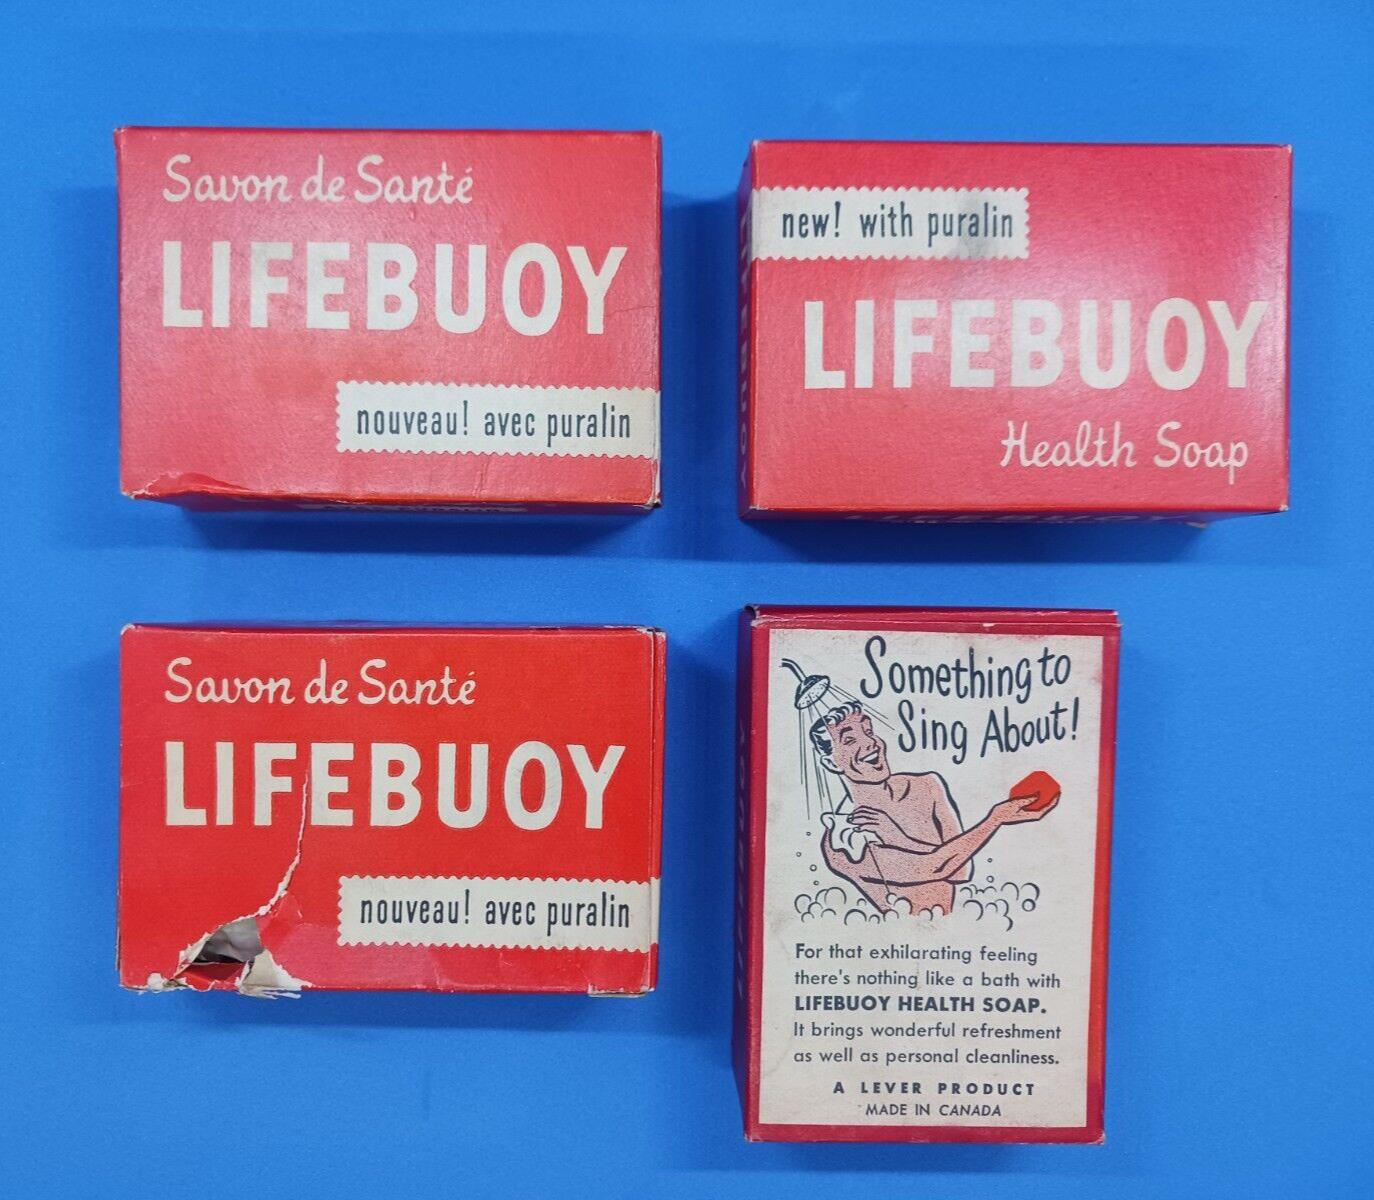 Savon de Santé
LIFEBUOY
nouveau! avec puralin
new! with puralin
LIFEBUOY
Health Soap
Savon de Santé
LIFEBUOY
nouveau! avec puralin
Something to
Sing About!
For that exhilarating feeling
there's nothing like a bath with
LIFEBUOY HEALTH SOAP.
It brings wonderful refreshment
as well as personal cleanliness.
A LEVER PRODUCT
MADE IN CANADA